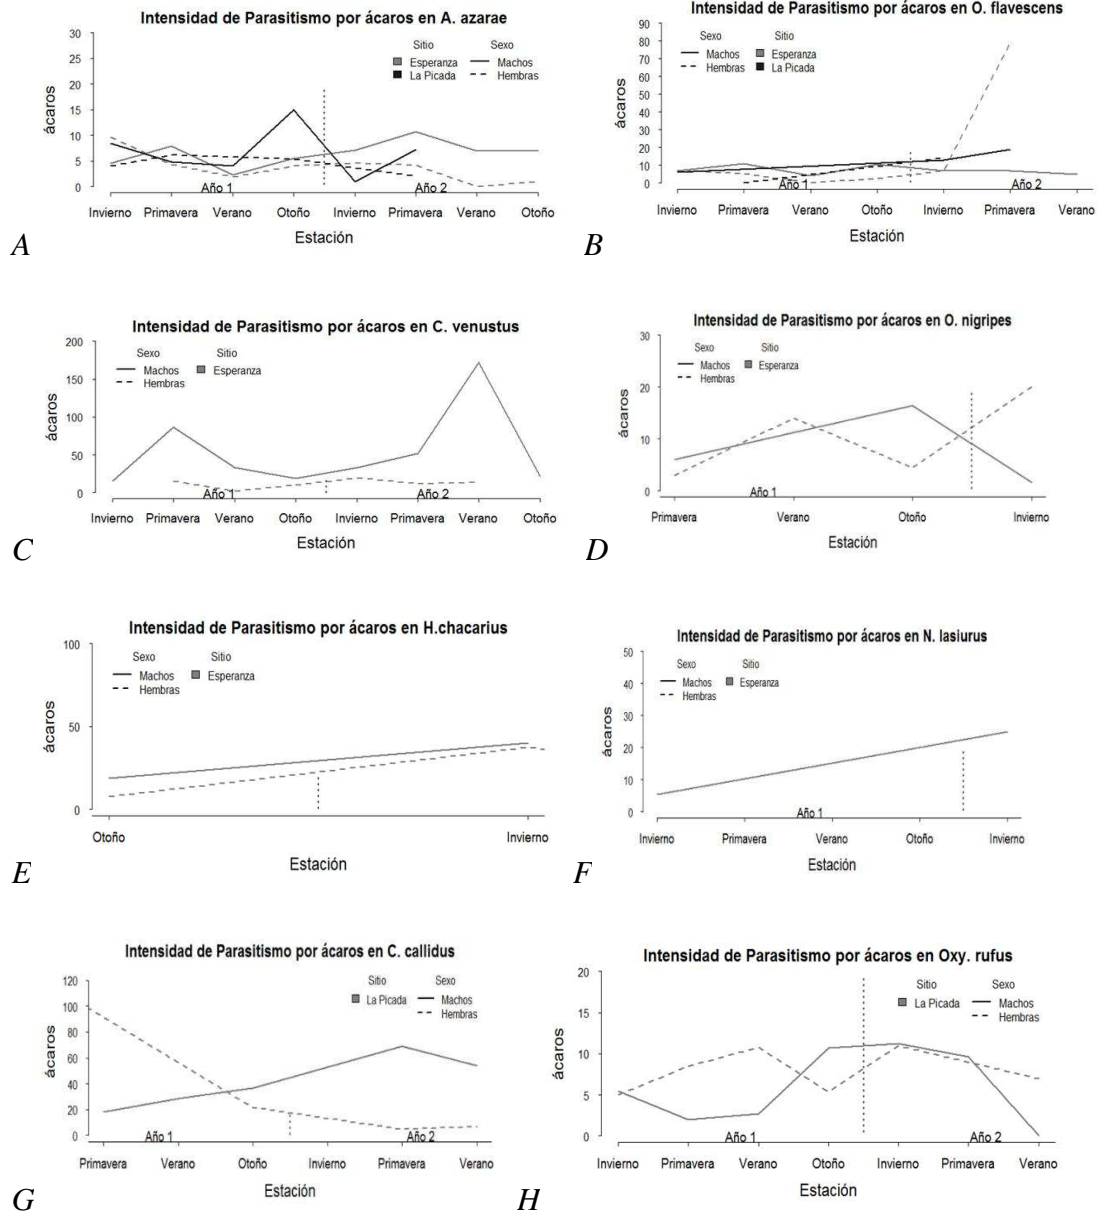 Intensidad de Parasitismo por ácaros en A. azarae
30
25
20
15
10
5
0
ácaros
Sitio Sexo
Esperanza Machos
La Picada Hembras
Año 1 Año 2
Invierno Primavera Verano Otoño Invierno Primavera Verano Otoño
Estación
A
Intensidad de Parasitismo por ácaros en O. flavescens
90
80
70
60
50
40
30
20
10
0
ácaros
Sexo Sitio
Machos Esperanza
Hembras La Picada
Año 1 Año 2
Invierno Primavera Verano Otoño Invierno Primavera Verano
Estación
B
Intensidad de Parasitismo por ácaros en C. venustus
200
150
100
50
0
ácaros
Sexo Sitio
Machos Esperanza
Hembras
Año 1 Año 2
Invierno Primavera Verano Otoño Invierno Primavera Verano Otoño
Estación
C
Intensidad de Parasitismo por ácaros en O. nigripes
30
20
10
0
ácaros
Sexo Sitio
Machos Esperanza
Hembras
Año 1
Primavera Verano Otoño Invierno
Estación
D
Intensidad de Parasitismo por ácaros en H.chacarius
100
50
0
ácaros
Sexo Sitio
Machos Esperanza
Hembras
Otoño Invierno
Estación
E
Intensidad de Parasitismo por ácaros en N. lasiurus
50
40
30
20
10
0
ácaros
Sexo Sitio
Machos Esperanza
Hembras
Año 1
Invierno Primavera Verano Otoño Invierno
Estación
F
Intensidad de Parasitismo por ácaros en C. callidus
120
100
80
60
40
20
0
ácaros
Sitio Sexo
La Picada Machos
Hembras
Año 1 Año 2
Primavera Verano Otoño Invierno Primavera Verano
Estación
G
Intensidad de Parasitismo por ácaros en Oxy. rufus
20
15
10
5
0
ácaros
Sitio Sexo
La Picada Machos
Hembras
Año 1 Año 2
Invierno Primavera Verano Otoño Invierno Primavera Verano
Estación
H